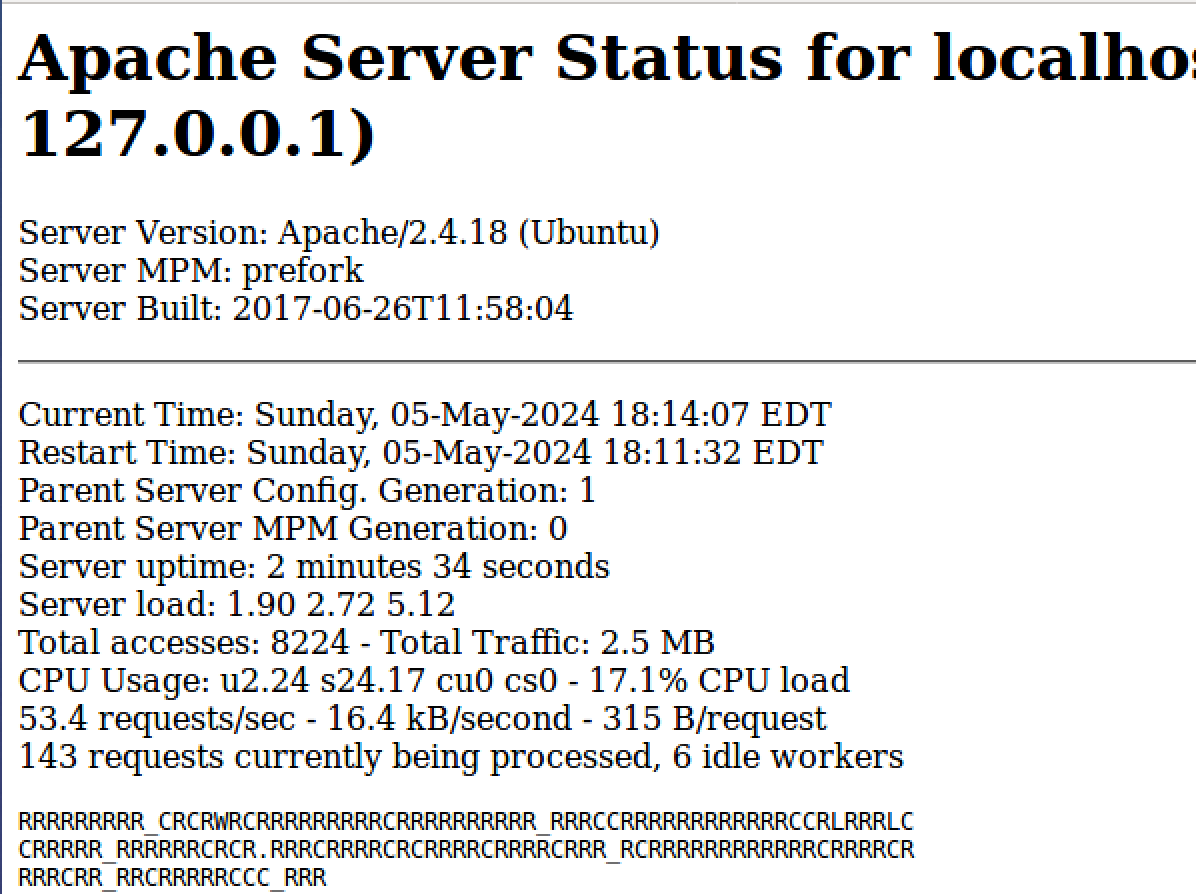 Apache Server Status for localhos
127.0.0.1)
Server Version: Apache/2.4.18 (Ubuntu)
Server MPM: prefork
Server Built: 2017-06-26T11:58:04
Current Time: Sunday, 05-May-2024 18:14:07 EDT
Restart Time: Sunday, 05-May-2024 18:11:32 EDT
Parent Server Config. Generation: 1
Parent Server MPM Generation: 0
Server uptime: 2 minutes 34 seconds
Server load: 1.90 2.72 5.12
Total accesses: 8224 - Total Traffic: 2.5 MB
CPU Usage: u2.24 s24.17 cu0 cs0 - 17.1% CPU load
53.4 requests/sec - 16.4 kB/second - 315 B/request
143 requests currently being processed, 6 idle workers
RRRRRRRRR_CRCRWRCRRRRRRRRRCRRRRRRRRRR_RRRCCRRRRRRRRRRRRCCRLRRRLC
CRRRRR_RRRRRRCRCR.RRRCRRRRCRCRRRRCRRRRCRRR_RCRRRRRRRRRRRRCRRRRCR
RRRCRR_RRCRRRRRCCC_RRR